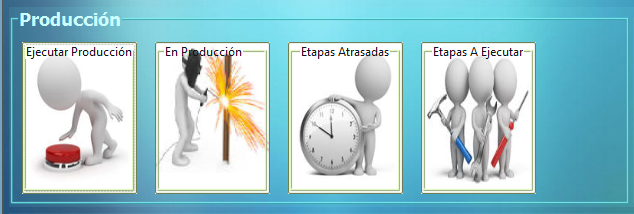 Producción
Ejecutar Producción
En Producción
Etapas Atrasadas
Etapas A Ejecutar